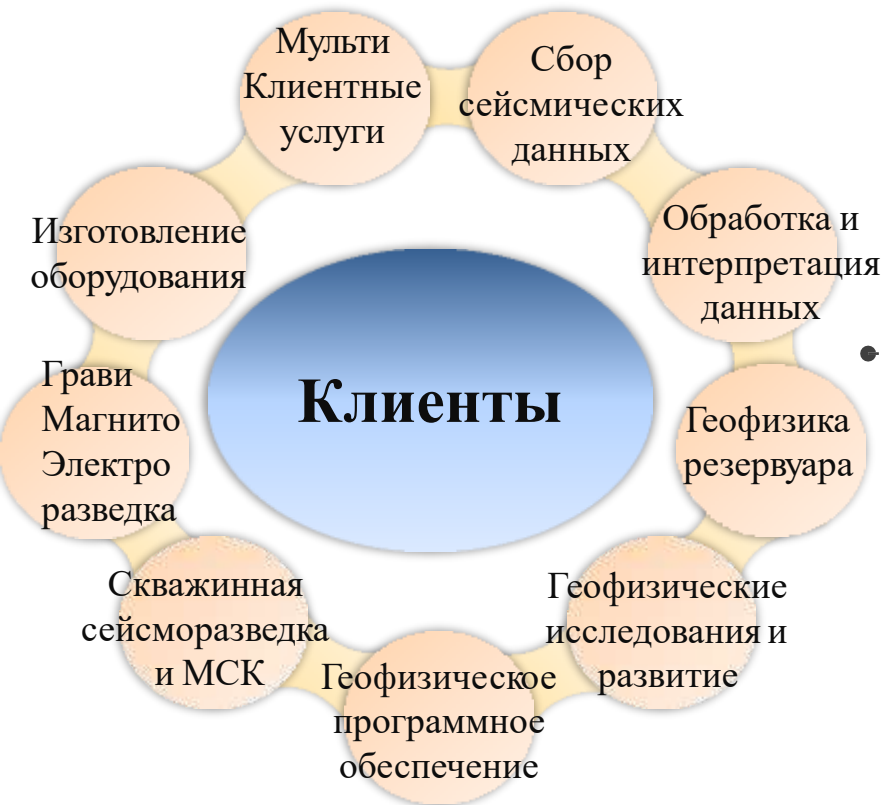 Мульти
Клиентные
услуги
Сбор
сейсмических
данных
Обработка и
интерпретация
данных
Геофизика
резервуара
Геофизические
исследования и
развитие
Геофизическое
программное
обеспечение
Скважинная
сейсморазведка
и МСК
Грави
Магнито
Электро
разведка
Изготовление
оборудования
Клиенты